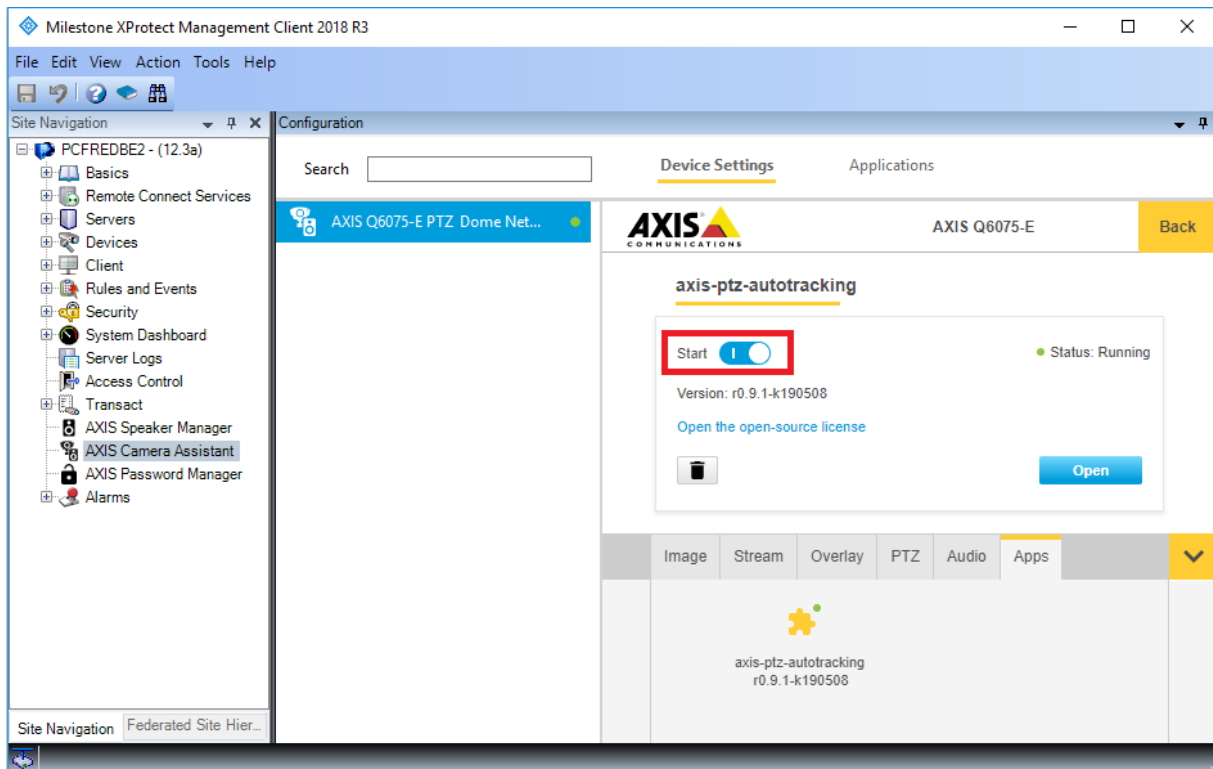 Milestone XProtect Management Client 2018 R3
File Edit View Action Tools Help
Site Navigation
Configuration
PCFREDBE2 - (12.3a)
Basics
Remote Connect Services
Servers
Devices
Client
Rules and Events
Security
System Dashboard
Server Logs
Access Control
Transact
AXIS Speaker Manager
AXIS Camera Assistant
AXIS Password Manager
Alarms
Site Navigation
Federated Site Hier...
Search
Device Settings
Applications
AXIS Q6075-E PTZ Dome Net...
AXIS
COMMUNICATIONS
AXIS Q6075-E
Back
axis-ptz-autotracking
Start
Status: Running
Version: r0.9.1-k190508
Open the open-source license
Open
Image Stream Overlay PTZ Audio Apps
axis-ptz-autotracking
r0.9.1-k190508